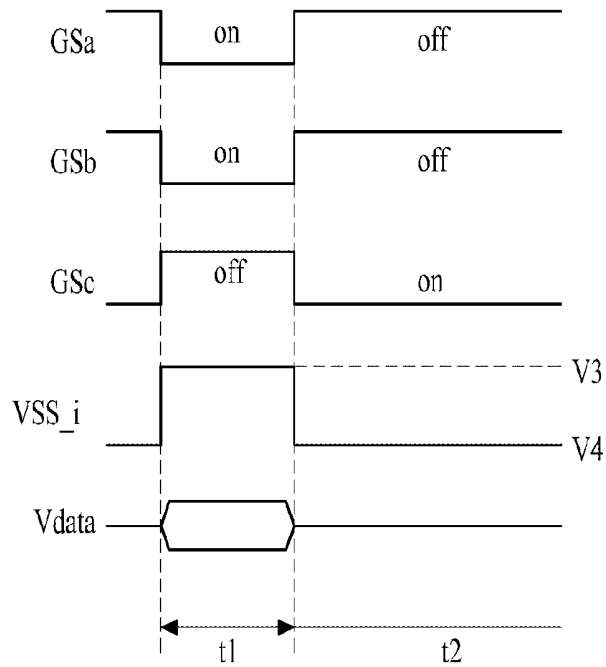 GSa on off
GSb on off
GSc off on
V3
VSS_i
V4
Vdata
t1 t2